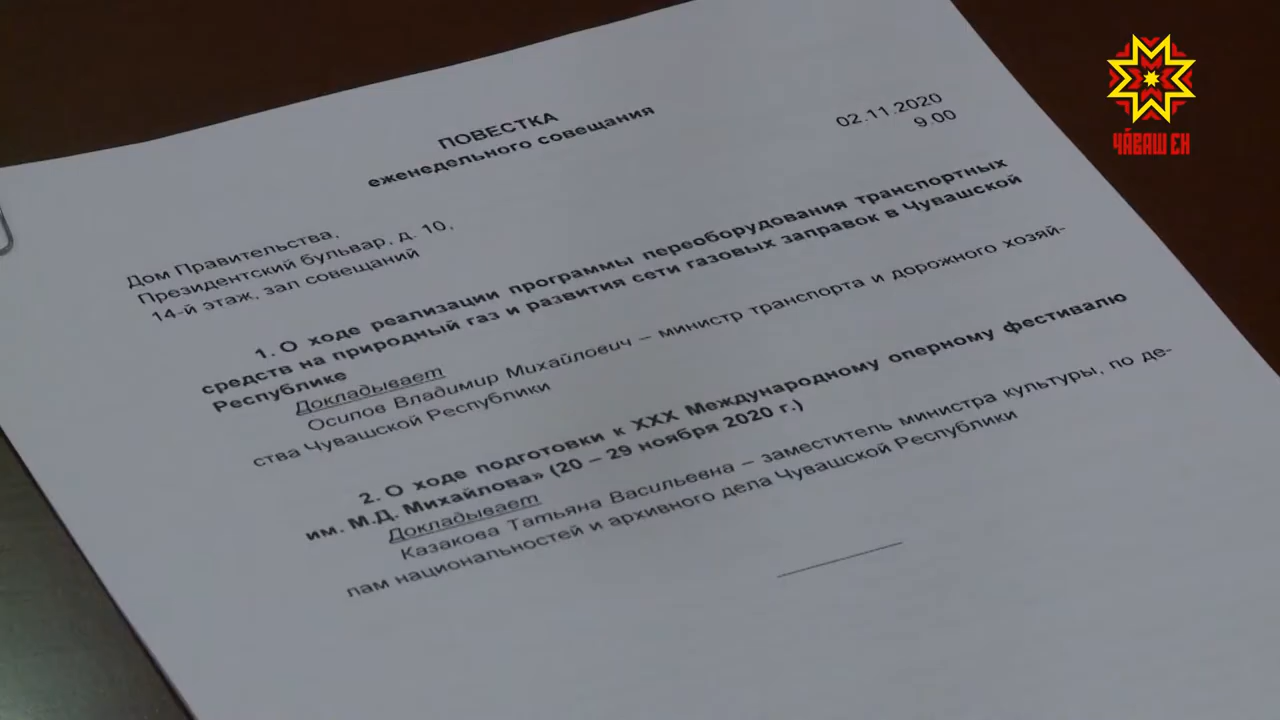 ЧӐВАШ ЕН
ПОВЕСТКА
еженедельного совещания
02.11.2020
9.00
Дом Правительства,
Президентский бульвар, д. 10,
14-й этаж, зал совещаний
1. О ходе реализации программы переоборудования транспортных
средств на природный газ и развития сети газовых заправок в Чувашской
Республике
Докладывает
Осипов Владимир Михайлович – министр транспорта и дорожного хозяй-
ства Чувашской Республики
2. О ходе подготовки к XXX Международному оперному фестивалю
им. М.Д. Михайлова» (20 – 29 ноября 2020 г.)
Докладывает
Казакова Татьяна Васильевна – заместитель министра культуры, по де-
лам национальностей и архивного дела Чувашской Республики